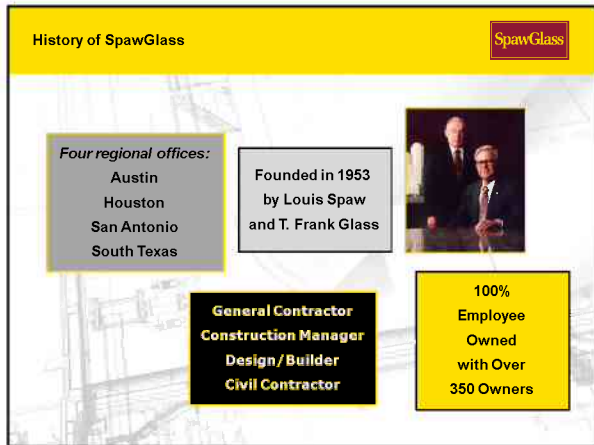 History of SpawGlass
SpawGlass
Four regional offices:
Austin
Houston
San Antonio
South Texas
Founded in 1953
by Louis Spaw
and T. Frank Glass
General Contractor
Construction Manager
Design/Builder
Civil Contractor
100%
Employee
Owned
with Over
350 Owners